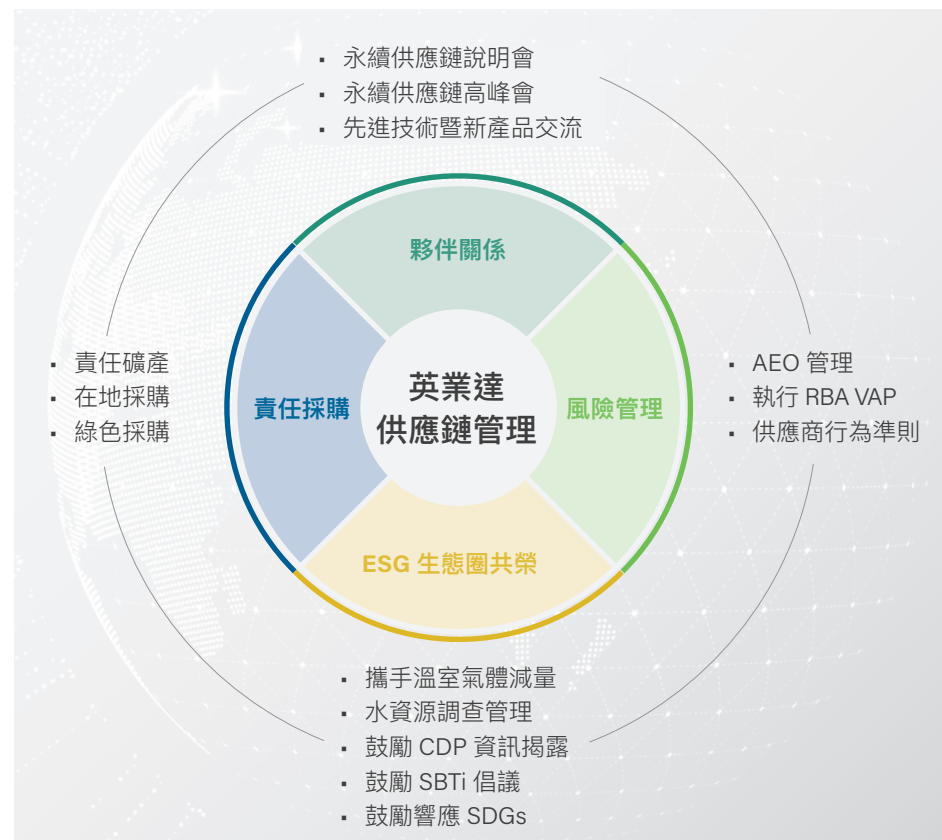 ▪ 永續供應鏈說明會
▪ 永續供應鏈高峰會
▪ 先進技術暨新產品交流
夥伴關係
▪ 責任礦產
▪ 在地採購
▪ 綠色採購
責任採購
英業達
供應鏈管理
風險管理
▪ AEO 管理
▪ 執行 RBA VAP
▪ 供應商行為準則
ESG 生態圈共榮
▪ 攜手溫室氣體減量
▪ 水資源調查管理
▪ 鼓勵 CDP 資訊揭露
▪ 鼓勵 SBTi 倡議
▪ 鼓勵響應 SDGs